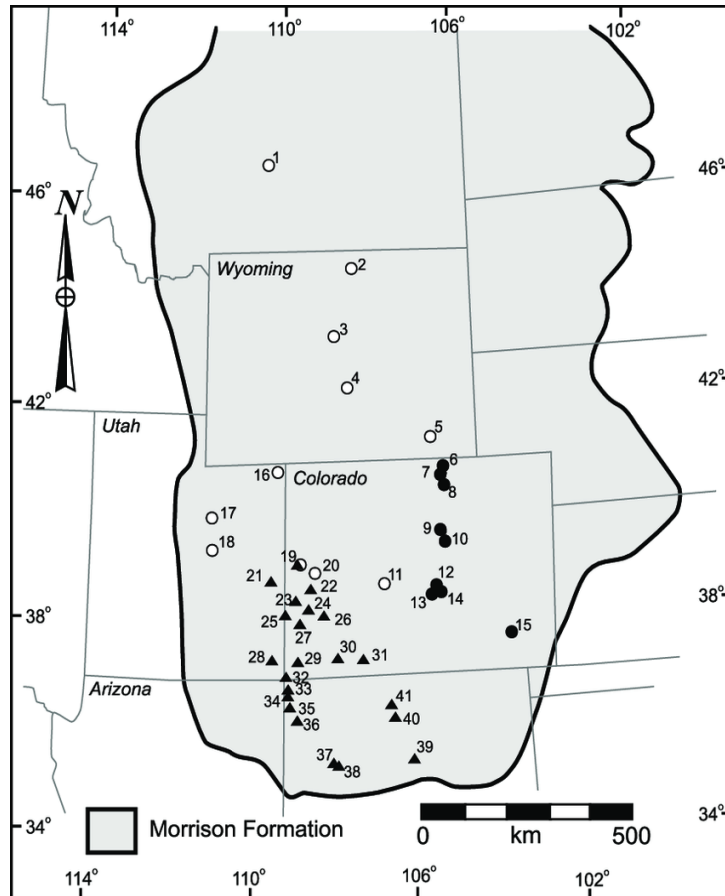 114° 110° 106° 102°
1
46° 46°
N
Wyoming 2
3
4
42° 42°
5
Utah
6
16 Colorado 7
8
17
9
18 10
19 20
21 22 11 12
23 24 13 14
38° 38°
25 26
27 15
28 29 30 31
32
Arizona 33
34 35 41
36 40
37 38 39
Morrison Formation
0 km 500
34° 34°
114° 110° 106° 102°